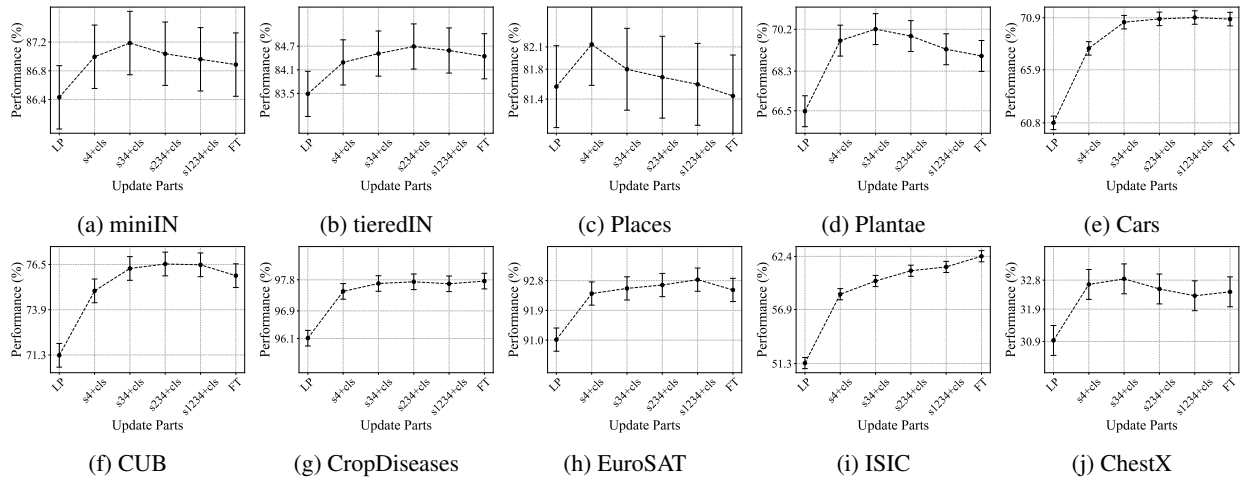 Performance (%)
87.2
86.8
86.4
LP
s4+cls
s34+cls
s234+cls
s1234+cls
FT
Update Parts
(a) miniIN
Performance (%)
84.7
84.1
83.5
LP
s4+cls
s34+cls
s234+cls
s1234+cls
FT
Update Parts
(b) tieredIN
Performance (%)
82.1
81.8
81.4
LP
s4+cls
s34+cls
s234+cls
s1234+cls
FT
Update Parts
(c) Places
Performance (%)
70.2
68.3
66.5
LP
s4+cls
s34+cls
s234+cls
s1234+cls
FT
Update Parts
(d) Plantae
Performance (%)
70.9
65.9
60.8
LP
s4+cls
s34+cls
s234+cls
s1234+cls
FT
Update Parts
(e) Cars
Performance (%)
76.5
73.9
71.3
LP
s4+cls
s34+cls
s234+cls
s1234+cls
FT
Update Parts
(f) CUB
Performance (%)
97.8
96.9
96.1
LP
s4+cls
s34+cls
s234+cls
s1234+cls
FT
Update Parts
(g) CropDiseases
Performance (%)
92.8
91.9
91.0
LP
s4+cls
s34+cls
s234+cls
s1234+cls
FT
Update Parts
(h) EuroSAT
Performance (%)
62.4
56.9
51.3
LP
s4+cls
s34+cls
s234+cls
s1234+cls
FT
Update Parts
(i) ISIC
Performance (%)
32.8
31.9
30.9
LP
s4+cls
s34+cls
s234+cls
s1234+cls
FT
Update Parts
(j) ChestX